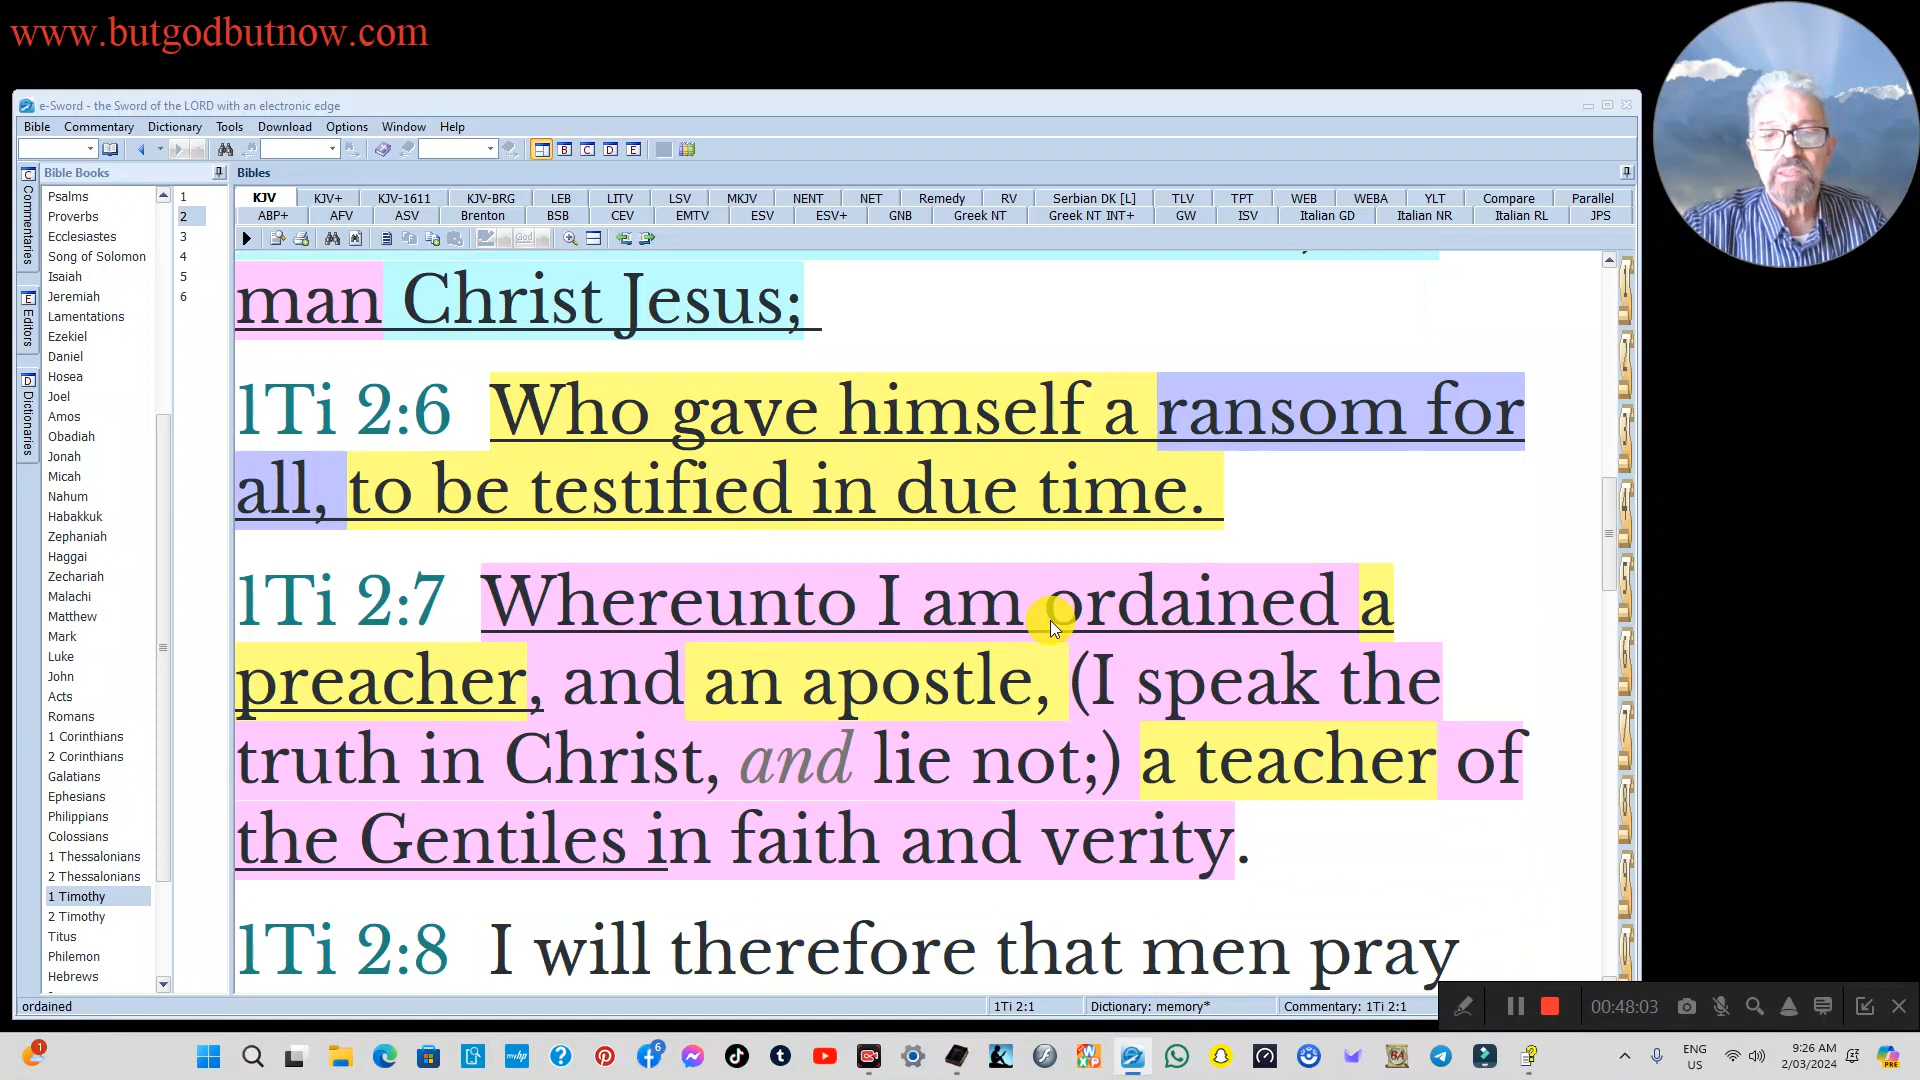 www.butgodbutnow.com
e-Sword - the Sword of the LORD with an electronic edge
Bible Commentary Dictionary Tools Download Options Window Help
B C D E
Bible Books
Bibles
Commentaries
Editors
Dictionaries
Psalms
Proverbs
Ecclesiastes
Song of Solomon
Isaiah
Jeremiah
Lamentations
Ezekiel
Daniel
Hosea
Joel
Amos
Obadiah
Jonah
Micah
Nahum
Habakkuk
Zephaniah
Haggai
Zechariah
Malachi
Matthew
Mark
Luke
John
Acts
Romans
1 Corinthians
2 Corinthians
Galatians
Ephesians
Philippians
Colossians
1 Thessalonians
2 Thessalonians
1 Timothy
2 Timothy
Titus
Philemon
Hebrews
1
2
3
4
5
6
KJV KJV+ KJV-1611 KJV-BRG LEB LITV LSV MKJV NENT NET Remedy RV Serbian DK [L] TLV TPT WEB WEBA YLT Compare Parallel
ABP+ AFV ASV Brenton BSB CEV EMTV ESV ESV+ GNB Greek NT Greek NT INT+ GW ISV Italian GD Italian NR Italian RL JPS
God
man Christ Jesus;
1Ti 2:6 Who gave himself a ransom for
all, to be testified in due time.
1Ti 2:7 Whereunto I am ordained a
preacher, and an apostle, (I speak the
truth in Christ, and lie not;) a teacher of
the Gentiles in faith and verity.
1Ti 2:8 I will therefore that men pray
ordained
1Ti 2:1
Dictionary: memory*
Commentary: 1Ti 2:1
00:48:03
1
6
ENG
US
9:26 AM
2/03/2024